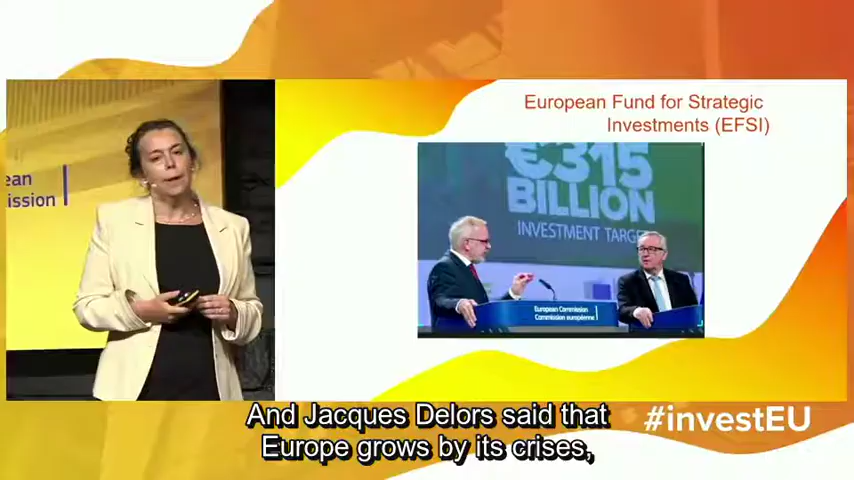 European Fund for Strategic
Investments (EFSI)
€315
BILLION
INVESTMENT TARGE
European Commission
Commission européenne
ean
ission
And Jacques Delors said that
Europe grows by its crises,
#investEU